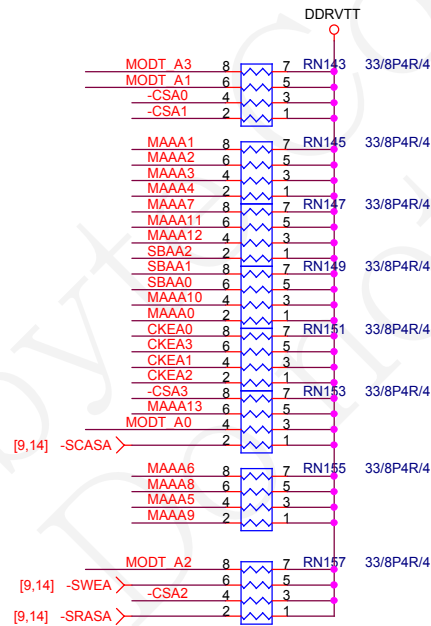 DDRVTT
MODT_A3 8 7 RN143 33/8P4R/4
MODT_A1 6 5
-CSA0 4 3
-CSA1 2 1
MAAA1 8 7 RN145 33/8P4R/4
MAAA2 6 5
MAAA3 4 3
MAAA4 2 1
MAAA7 8 7 RN147 33/8P4R/4
MAAA11 6 5
MAAA12 4 3
SBAA2 2 1
SBAA1 8 7 RN149 33/8P4R/4
SBAA0 6 5
MAAA10 4 3
MAAA0 2 1
CKEA0 8 7 RN151 33/8P4R/4
CKEA3 6 5
CKEA1 4 3
CKEA2 2 1
-CSA3 8 7 RN153 33/8P4R/4
MAAA13 6 5
MODT_A0 4 3
[9,14] -SCASA 2 1
MAAA6 8 7 RN155 33/8P4R/4
MAAA8 6 5
MAAA5 4 3
MAAA9 2 1
MODT_A2 8 7 RN157 33/8P4R/4
[9,14] -SWEA 6 5
-CSA2 4 3
[9,14] -SRASA 2 1